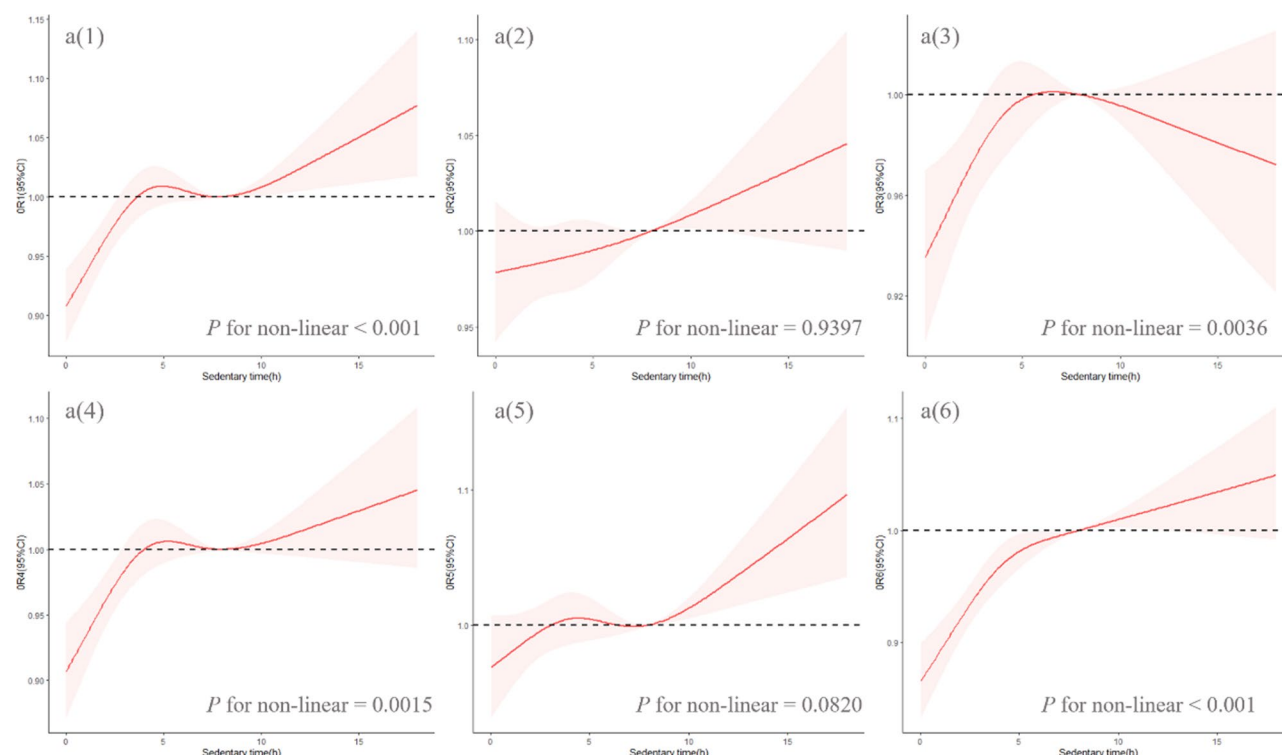 a(1)
1.15
1.10
1.05
1.00
0.95
0.90
0R1(95%CI)
P for non-linear < 0.001
0 5 10 15
Sedentary time(h)
a(2)
1.10
1.05
1.00
0.95
0R2(95%CI)
P for non-linear = 0.9397
0 5 10 15
Sedentary time(h)
a(3)
1.00
0.96
0.92
0R3(95%CI)
P for non-linear = 0.0036
0 5 10 15
Sedentary time(h)
a(4)
1.10
1.05
1.00
0.95
0.90
0R4(95%CI)
P for non-linear = 0.0015
0 5 10 15
Sedentary time(h)
a(5)
1.1
1.0
0R5(95%CI)
P for non-linear = 0.0820
0 5 10 15
Sedentary time(h)
a(6)
1.1
1.0
0.9
0R6(95%CI)
P for non-linear < 0.001
0 5 10 15
Sedentary time(h)